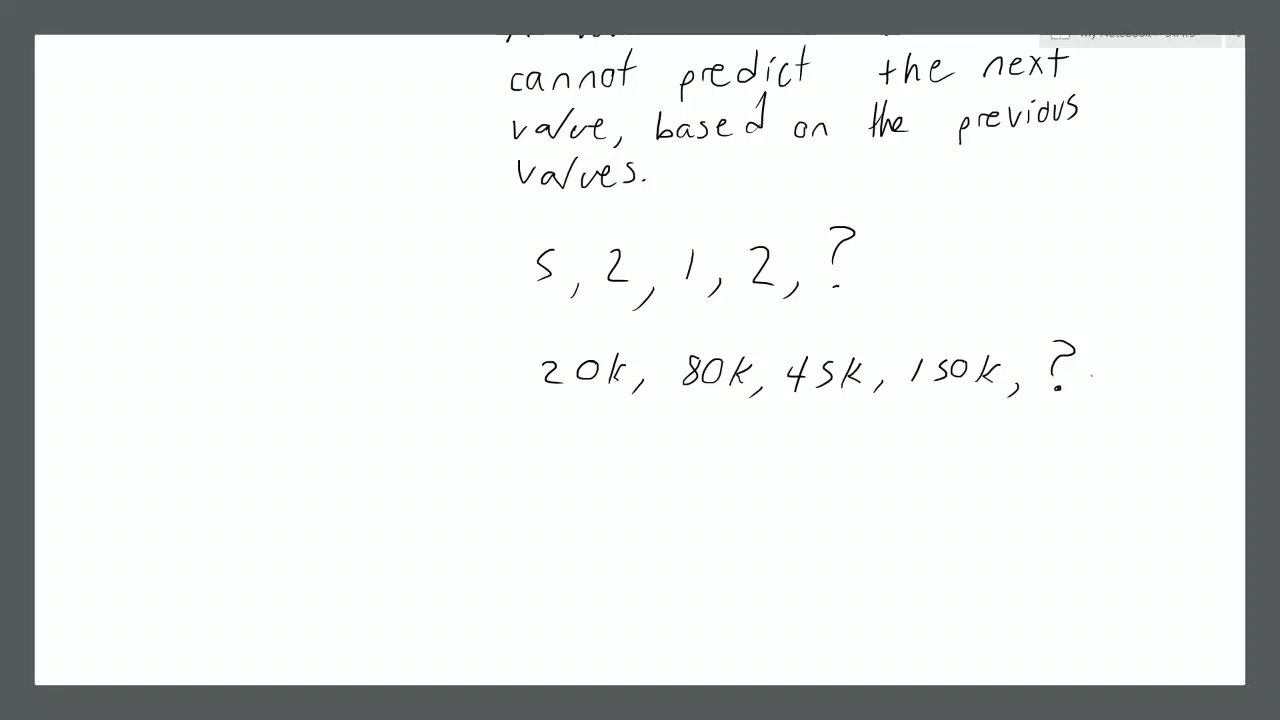 cannot predict the next
value, based on the previous
values.
5, 2, 1, 2, ?
20k, 80k, 45k, 150k, ?